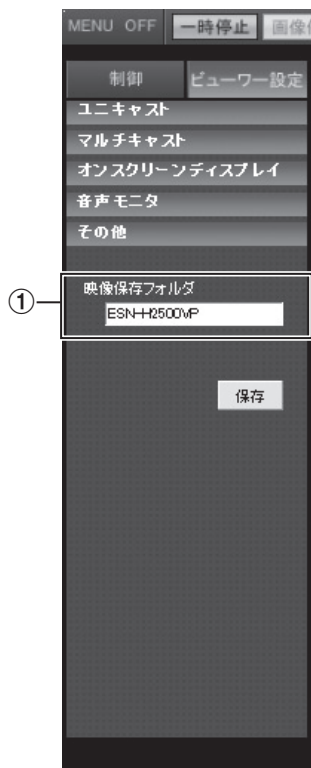 MENU OFF 一時停止 画像
制御 ビューワー設定
ユニキャスト
マルチキャスト
オンスクリーンディスプレイ
音声モニタ
その他
①
映像保存フォルダ
ESN-H2500VP
保存